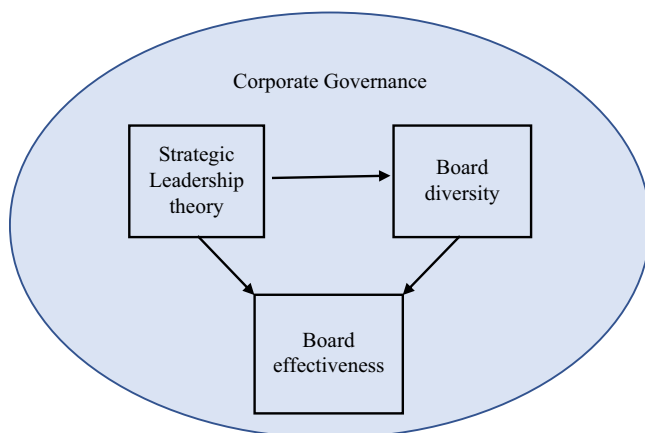 Corporate Governance
Strategic
Leadership
theory
Board
diversity
Board
effectiveness